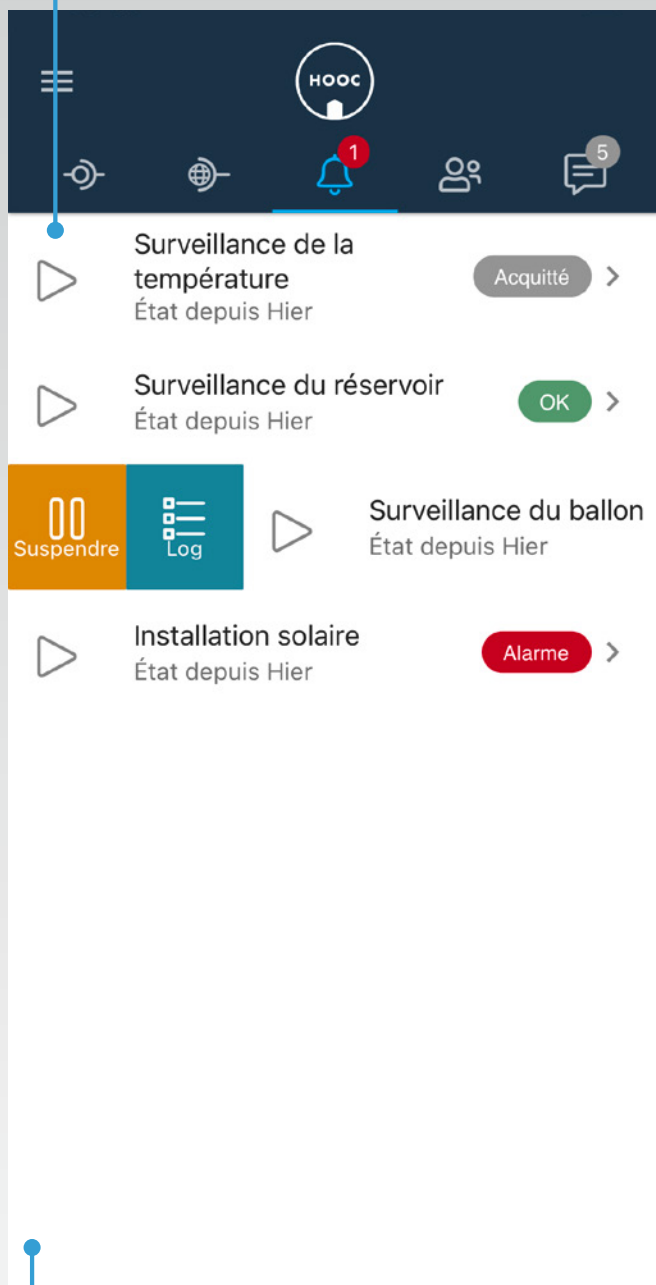 HOOC
1
5
Surveillance de la
température
État depuis Hier
Acquitté
Surveillance du réservoir
État depuis Hier
OK
Suspendre
Log
Surveillance du ballon
État depuis Hier
Installation solaire
État depuis Hier
Alarme